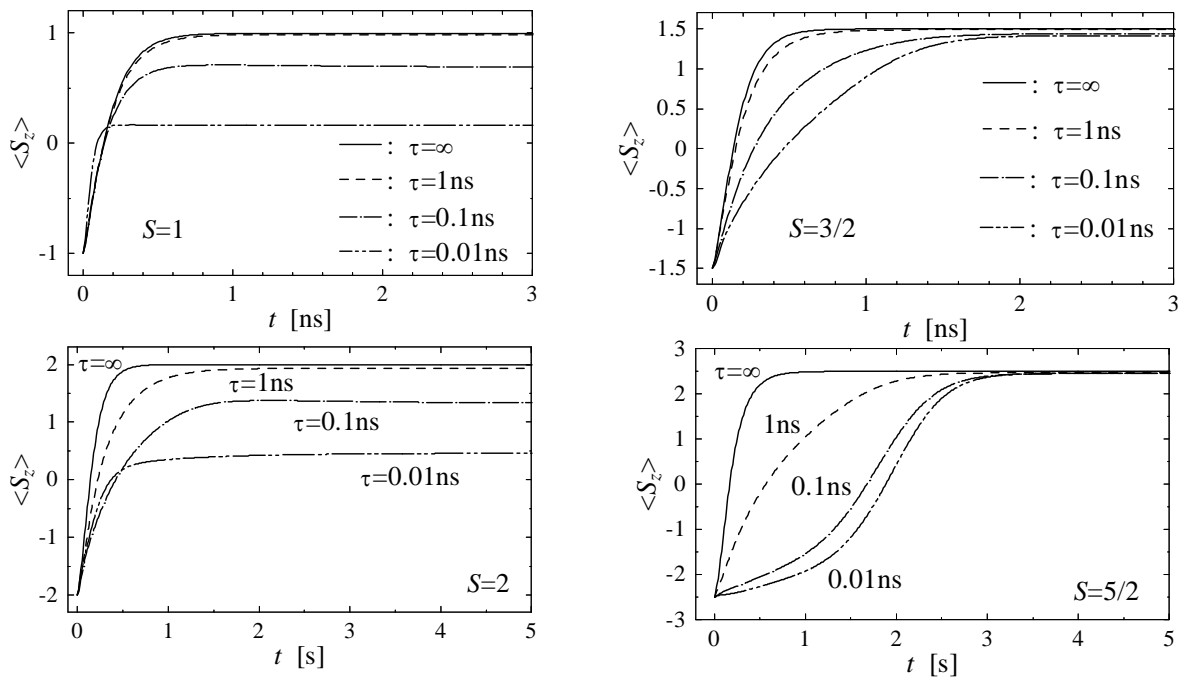 1
0
-1
<S_z>
: τ=∞
: τ=1ns
: τ=0.1ns
: τ=0.01ns
S=1
0 1 2 3
t [ns]
1.5
1
0.5
0
-0.5
-1
-1.5
<S_z>
: τ=∞
: τ=1ns
: τ=0.1ns
: τ=0.01ns
S=3/2
0 1 2 3
t [ns]
2
1
0
-1
-2
<S_z>
τ=∞
τ=1ns
τ=0.1ns
τ=0.01ns
S=2
0 1 2 3 4 5
t [s]
3
2
1
0
-1
-2
-3
<S_z>
τ=∞
1ns
0.1ns
0.01ns
S=5/2
0 1 2 3 4 5
t [s]